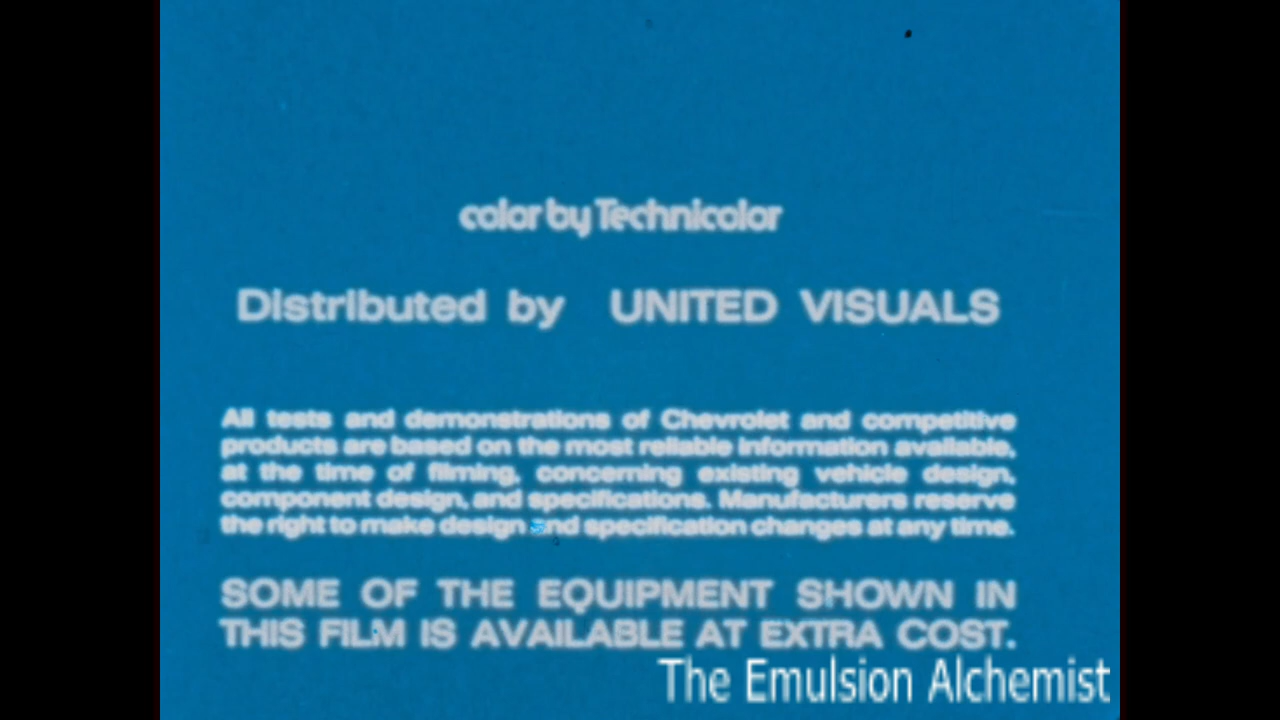 color by Technicolor
Distributed by UNITED VISUALS
All tests and demonstrations of Chevrolet and competitive
products are based on the most reliable information available,
at the time of filming, concerning existing vehicle design,
component design, and specifications. Manufacturers reserve
the right to make design and specification changes at any time.
SOME OF THE EQUIPMENT SHOWN IN
THIS FILM IS AVAILABLE AT EXTRA COST.
The Emulsion Alchemist